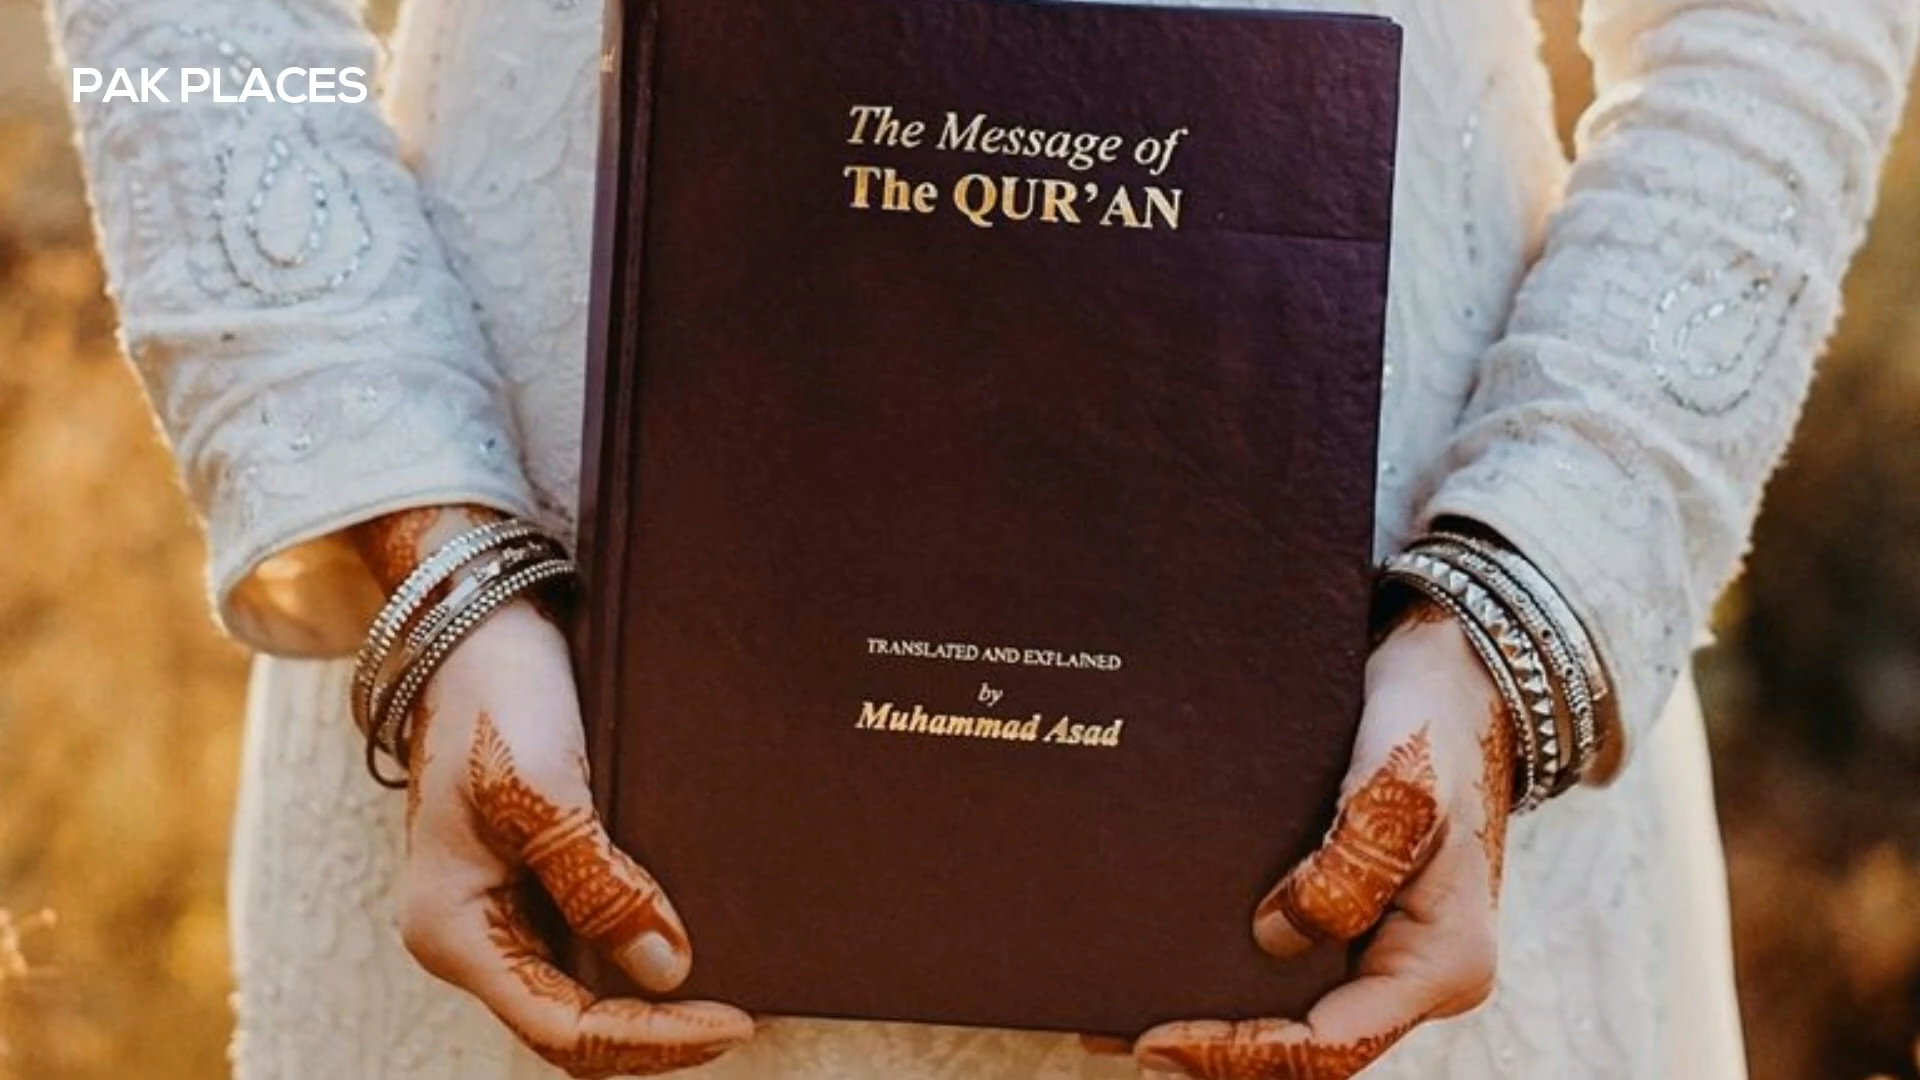 PAK PLACES
The Message of
The QUR'AN
TRANSLATED AND EXPLAINED
by
Muhammad Asad